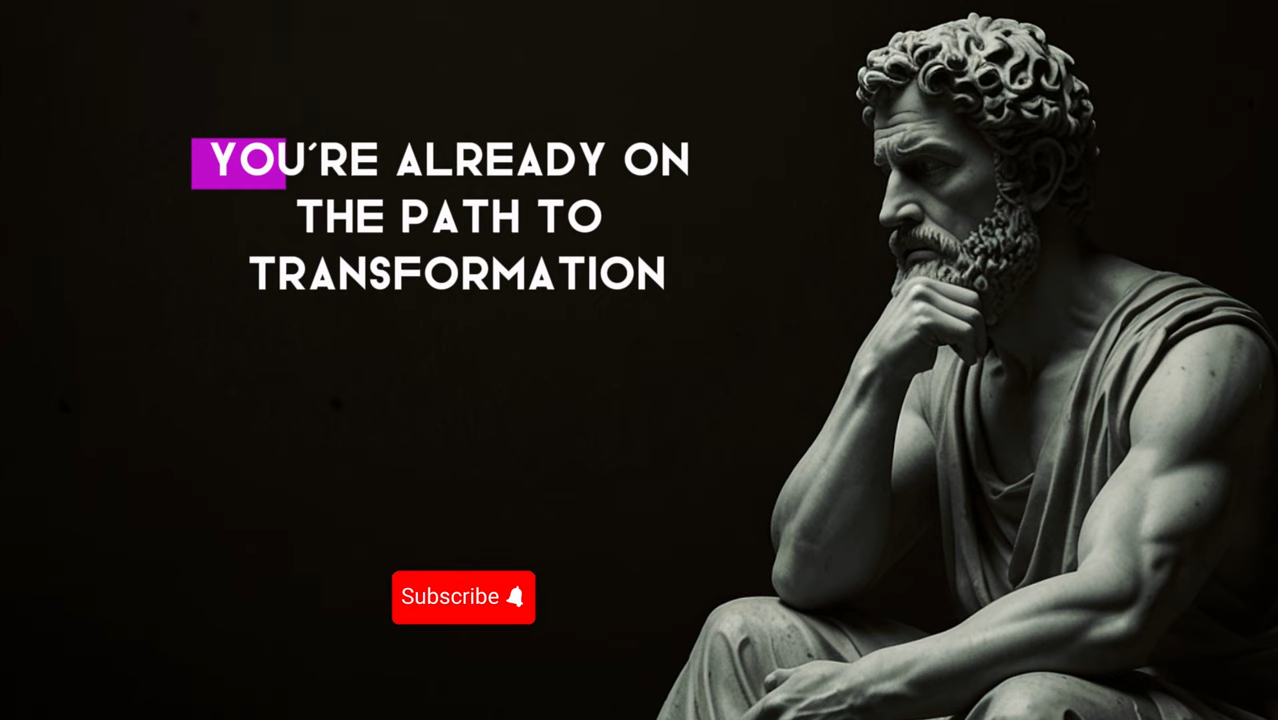 YOU´RE ALREADY ON
THE PATH TO
TRANSFORMATION
Subscribe